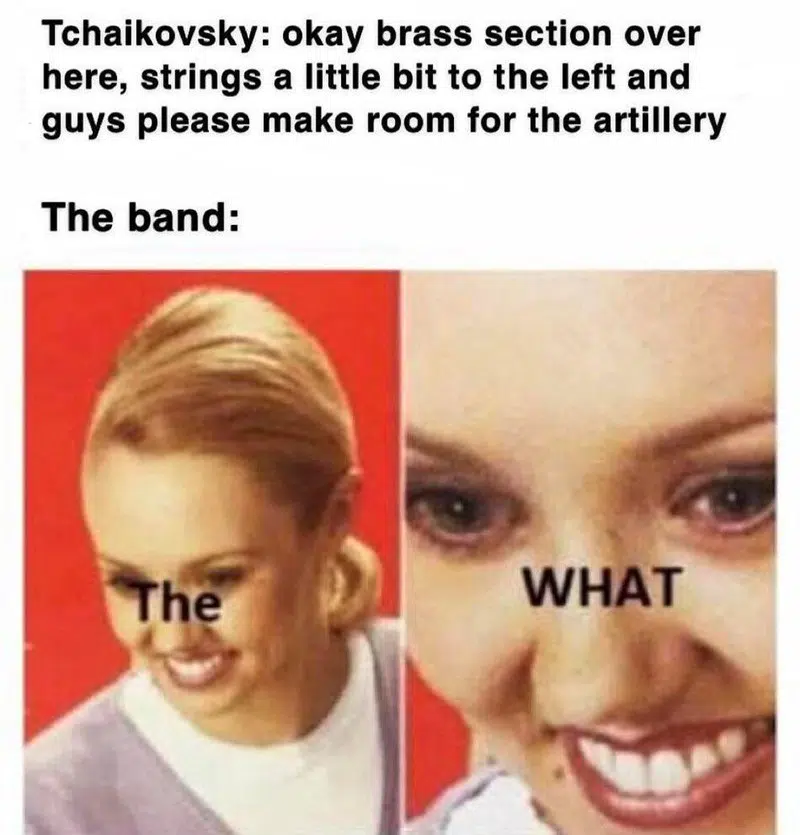 Tchaikovsky: okay brass section over
here, strings a little bit to the left and
guys please make room for the artillery
The band:
The
WHAT